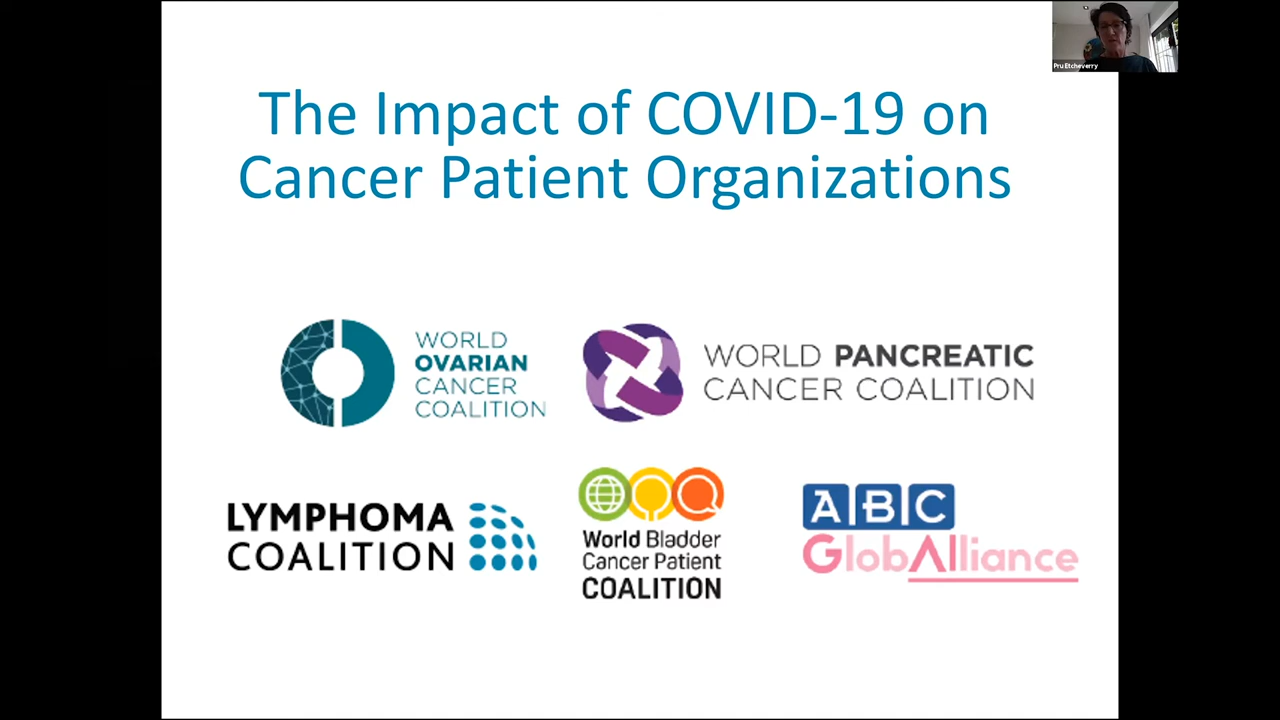 Pru Etcheverry
The Impact of COVID-19 on
Cancer Patient Organizations
WORLD
OVARIAN
CANCER
COALITION
WORLD PANCREATIC
CANCER COALITION
LYMPHOMA
COALITION
World Bladder
Cancer Patient
COALITION
ABC
GlobAlliance